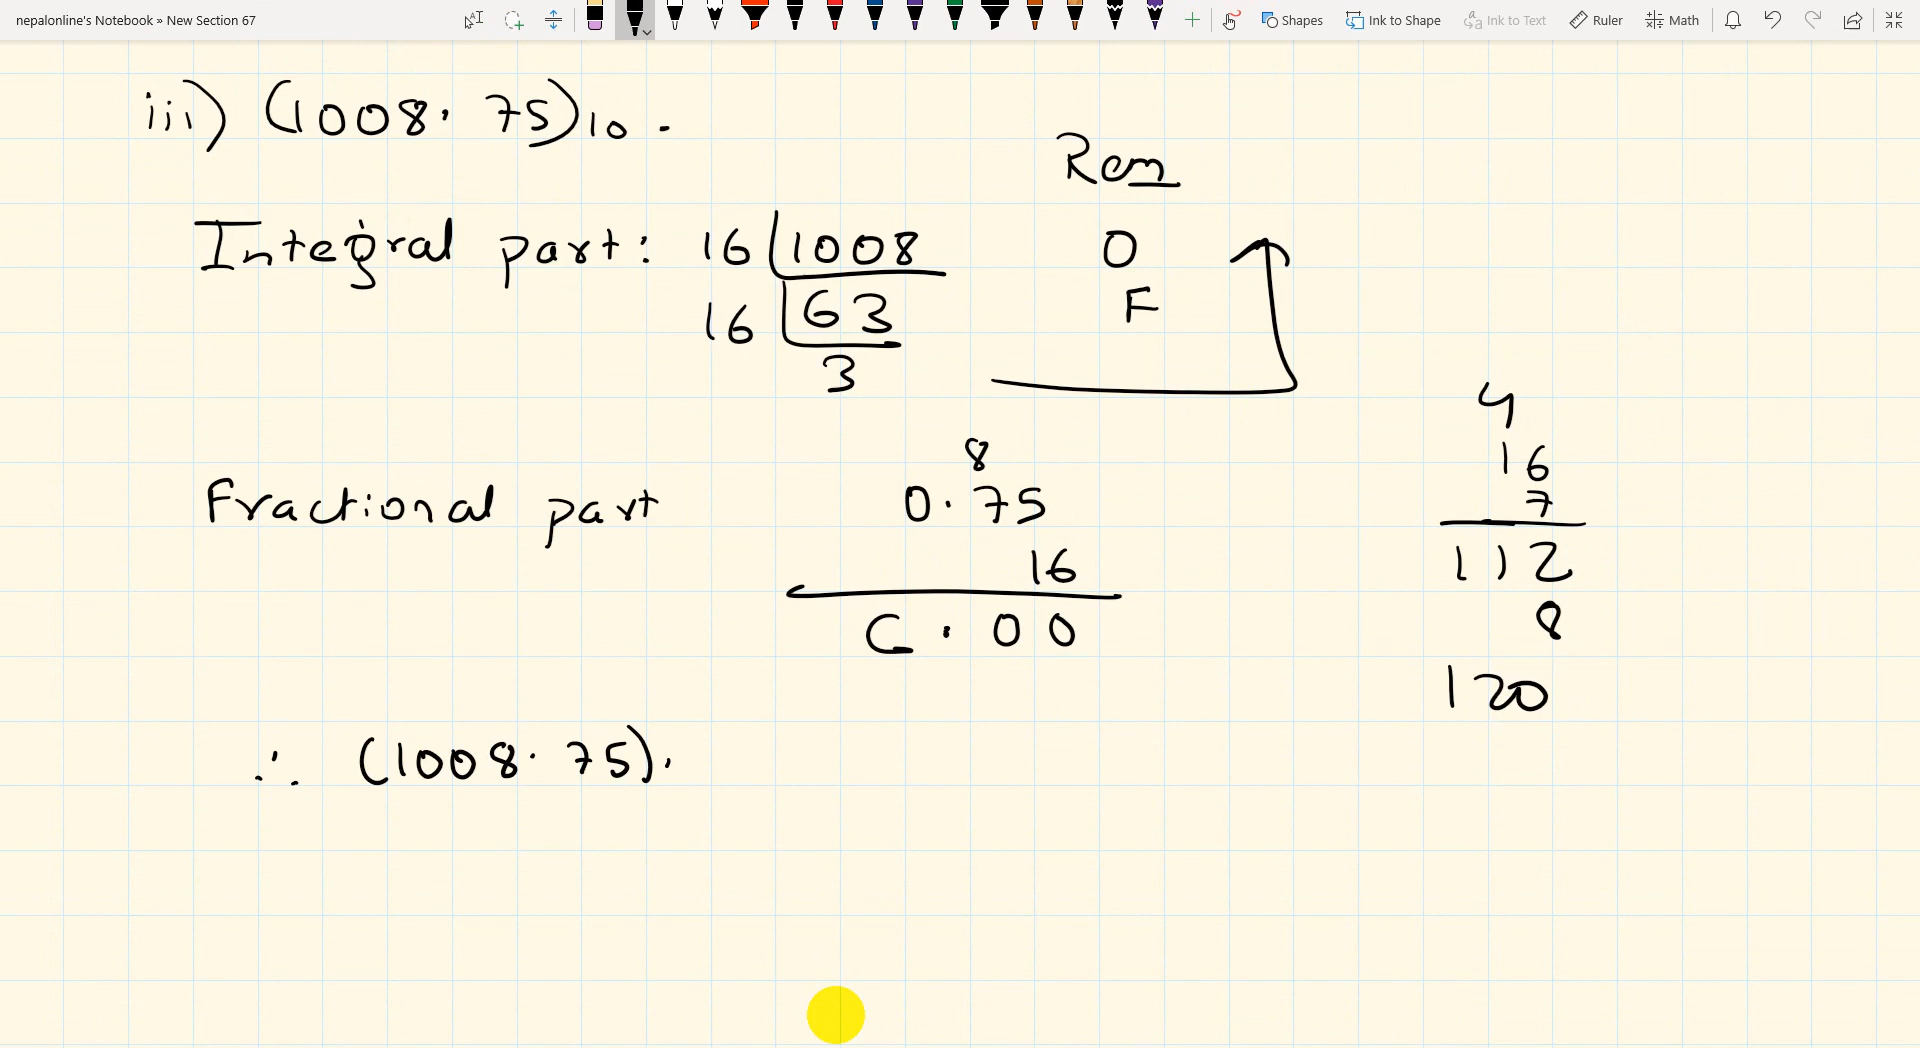 nepalonline's Notebook » New Section 67
Shapes Ink to Shape Ink to Text Ruler Math
iii) (1008.75)10.
Rem
Integral part: 16 1008 0
16 63 F
3
4
16
7
112
8
120
Fractional part
8
0.75
16
C.00
∴ (1008.75).